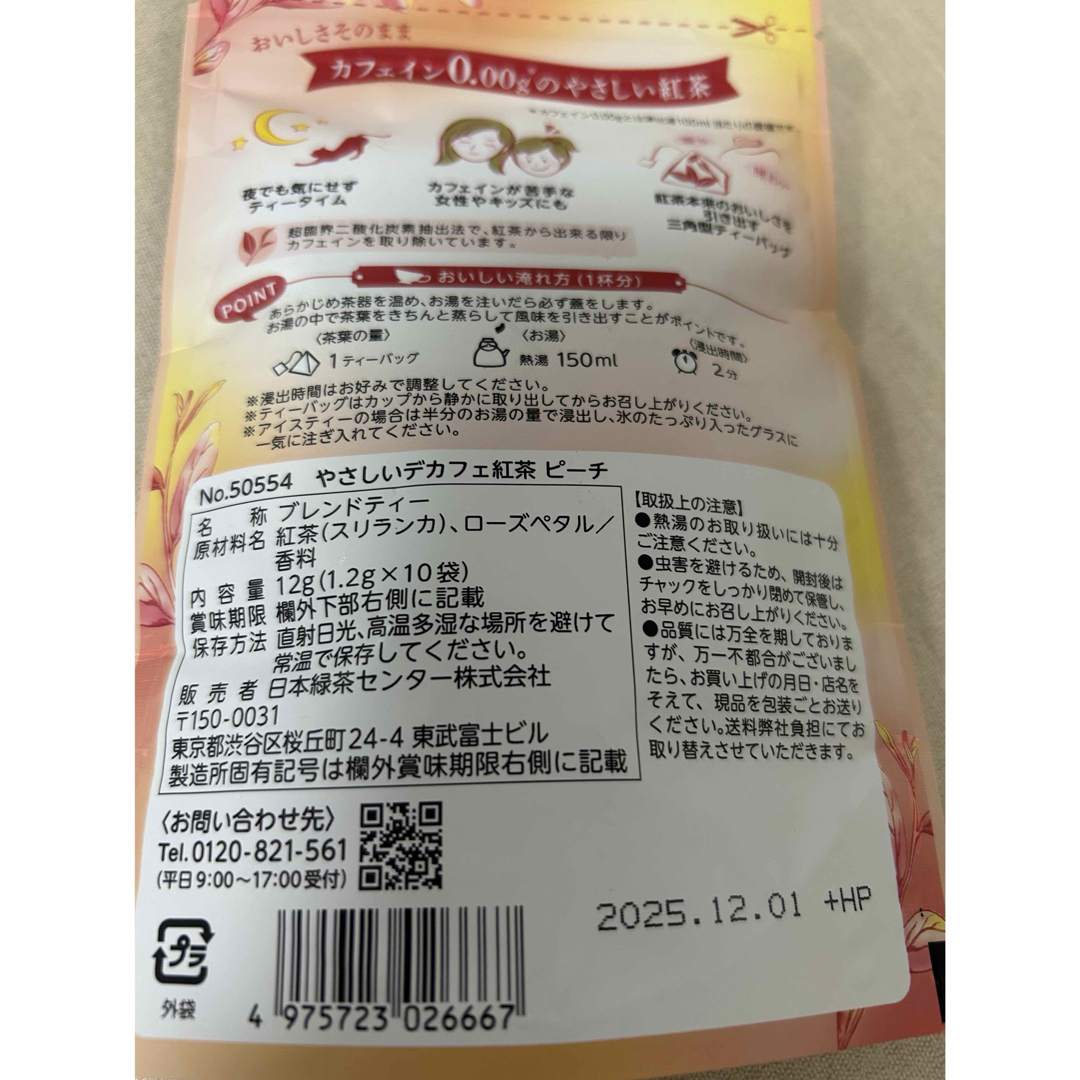 おいしさそのまま
カフェイン0.00g*のやさしい紅茶
夜でも気にせず
ティータイム
カフェインが苦手な
女性やキッズにも
紅茶本来のおいしさを
引き出す
三角型ティーバッグ
超臨界二酸化炭素抽出法で、紅茶から出来る限り
カフェインを取り除いています。
POINT
おいしい淹れ方(1杯分)
あらかじめ茶器を温め、お湯を注いだら必ず蓋をします。
お湯の中で茶葉をきちんと蒸らして風味を引き出すことがポイントです。
〈茶葉の量〉
1ティーバッグ
〈お湯〉
熱湯 150ml
〈浸出時間〉
2分
※浸出時間はお好みで調整してください。
※ティーバッグはカップから静かに取り出してからお召し上がりください。
※アイスティーの場合は半分のお湯の量で浸出し、氷のたっぷり入ったグラスに
一気に注ぎ入れてください。
No.50554 やさしいデカフェ紅茶 ピーチ
名称 ブレンドティー
原材料名 紅茶(スリランカ)、ローズペタル／
香料
内容量 12g(1.2g×10袋)
賞味期限 欄外下部右側に記載
保存方法 直射日光、高温多湿な場所を避けて
常温で保存してください。
販売者 日本緑茶センター株式会社
〒150-0031
東京都渋谷区桜丘町24-4 東武富士ビル
製造所固有記号は欄外賞味期限右側に記載
【取扱上の注意】
●熱湯のお取り扱いには十分
ご注意ください。
●虫害を避けるため、開封後は
チャックをしっかり閉めて保管し、
お早めにお召し上がりください。
●品質には万全を期しておりま
すが、万一不都合がございまし
たら、お買い上げの月日・店名を
そえて、現品を包装ごとお送り
ください。送料弊社負担にてお
取り替えさせていただきます。
〈お問い合わせ先〉
Tel.0120-821-561
(平日9:00～17:00受付)
2025.12.01 +HP
プラ
外袋
4 975723 026667